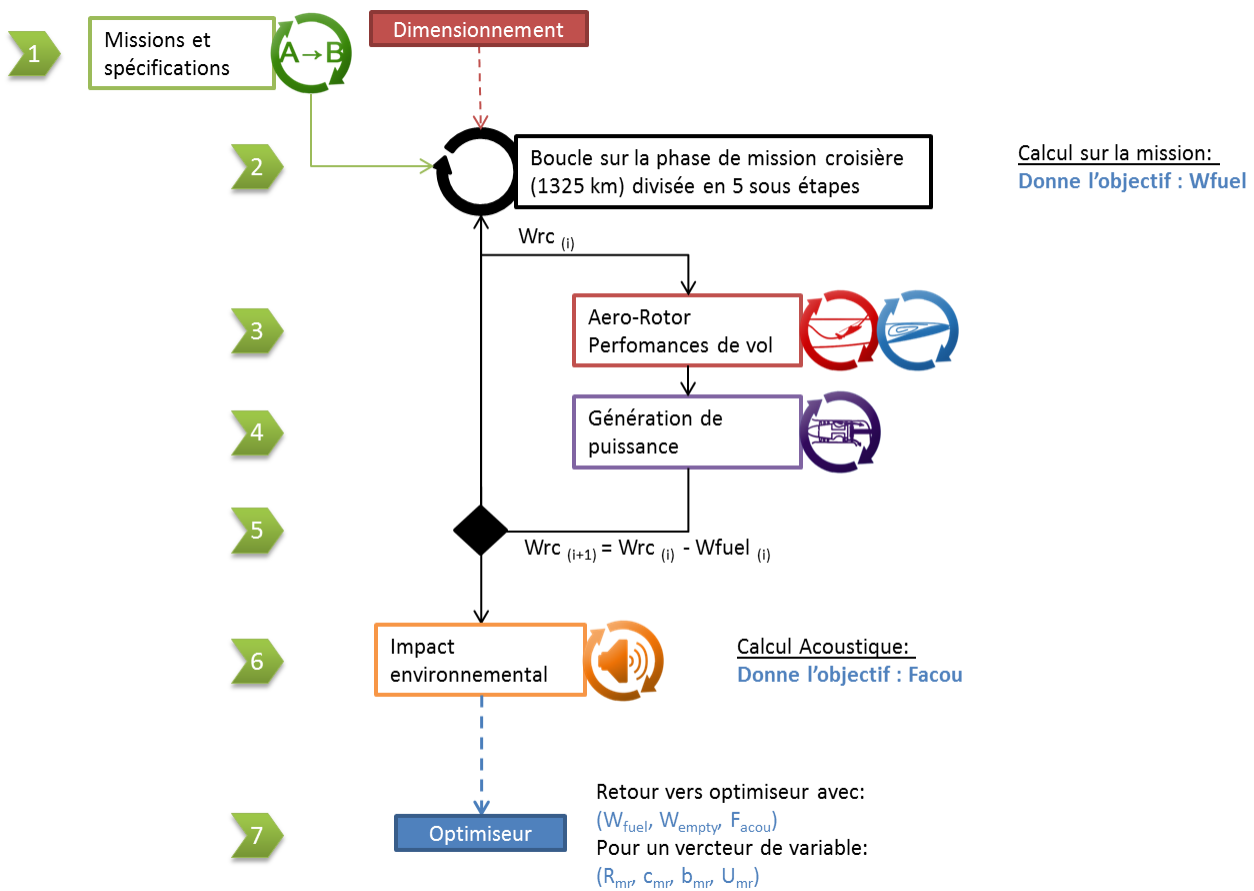 1
Missions et
spécifications
A→B
Dimensionnement
2
Boucle sur la phase de mission croisière
(1325 km) divisée en 5 sous étapes
Calcul sur la mission:
Donne l’objectif : Wfuel
Wrc (i)
3
Aero-Rotor
Perfomances de vol
4
Génération de
puissance
5
Wrc (i+1) = Wrc (i) - Wfuel (i)
6
Impact
environnemental
Calcul Acoustique:
Donne l’objectif : Facou
7
Optimiseur
Retour vers optimiseur avec:
(Wfuel, Wempty, Facou)
Pour un vercteur de variable:
(Rmr, cmr, bmr, Umr)